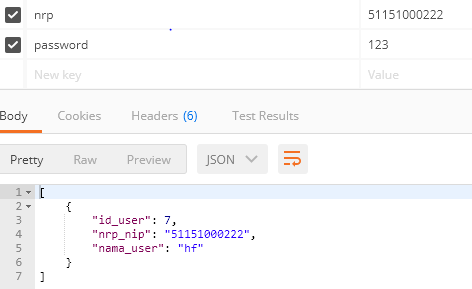 nrp 51151000222
password 123
New key Value
Body Cookies Headers (6) Test Results
Pretty Raw Preview JSON
1 [
2 {
3 "id_user": 7,
4 "nrp_nip": "51151000222",
5 "nama_user": "hf"
6 }
7 ]